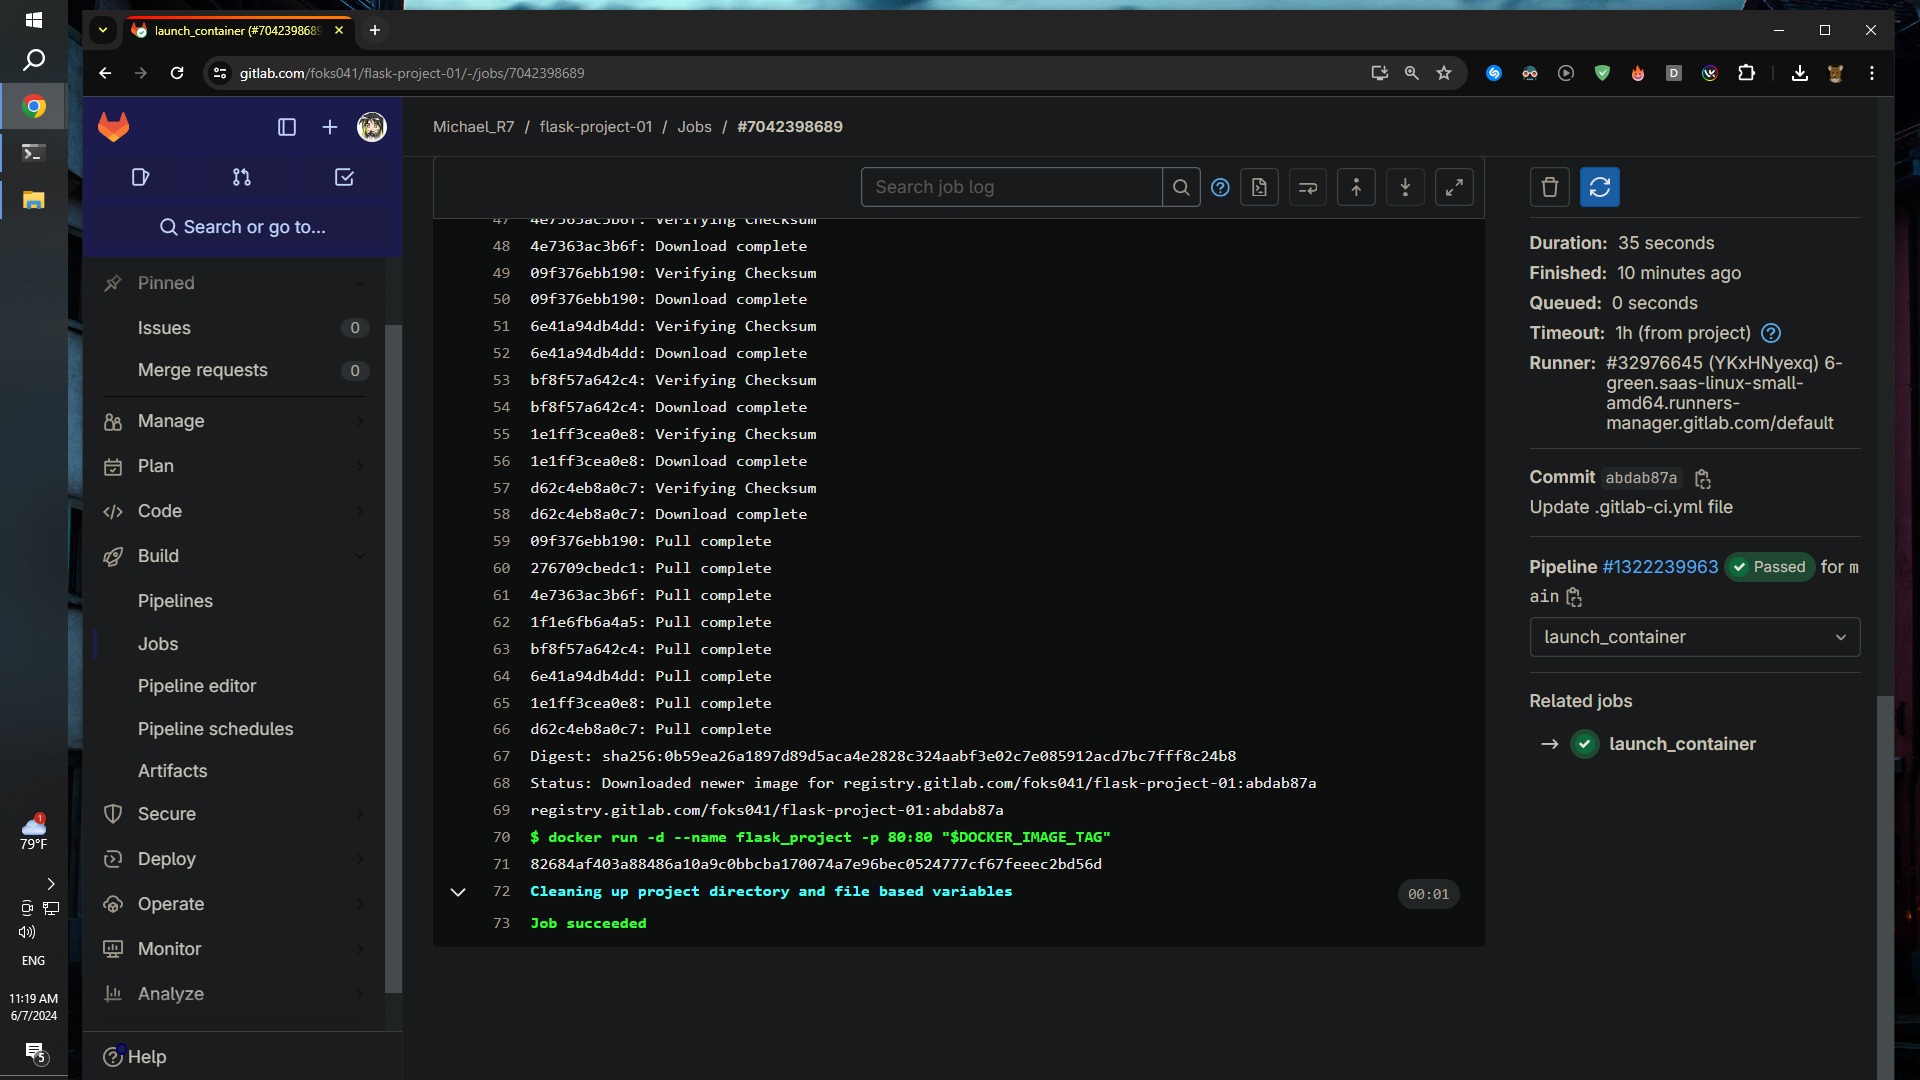 launch_container (#7042398689
gitlab.com/foks041/flask-project-01/-/jobs/7042398689
Michael_R7 / flask-project-01 / Jobs / #7042398689
Search or go to...
Pinned
Issues 0
Merge requests 0
Manage
Plan
Code
Build
Pipelines
Jobs
Pipeline editor
Pipeline schedules
Artifacts
Secure
Deploy
Operate
Monitor
Analyze
Help
Search job log
47 4e7363ac3b6f: Verifying Checksum
48 4e7363ac3b6f: Download complete
49 09f376ebb190: Verifying Checksum
50 09f376ebb190: Download complete
51 6e41a94db4dd: Verifying Checksum
52 6e41a94db4dd: Download complete
53 bf8f57a642c4: Verifying Checksum
54 bf8f57a642c4: Download complete
55 1e1ff3cea0e8: Verifying Checksum
56 1e1ff3cea0e8: Download complete
57 d62c4eb8a0c7: Verifying Checksum
58 d62c4eb8a0c7: Download complete
59 09f376ebb190: Pull complete
60 276709cbedc1: Pull complete
61 4e7363ac3b6f: Pull complete
62 1f1e6fb6a4a5: Pull complete
63 bf8f57a642c4: Pull complete
64 6e41a94db4dd: Pull complete
65 1e1ff3cea0e8: Pull complete
66 d62c4eb8a0c7: Pull complete
67 Digest: sha256:0b59ea26a1897d89d5aca4e2828c324aabf3e02c7e085912acd7bc7fff8c24b8
68 Status: Downloaded newer image for registry.gitlab.com/foks041/flask-project-01:abdab87a
69 registry.gitlab.com/foks041/flask-project-01:abdab87a
70 $ docker run -d --name flask_project -p 80:80 "$DOCKER_IMAGE_TAG"
71 82684af403a88486a10a9c0bbcba170074a7e96bec0524777cf67feeec2bd56d
72 Cleaning up project directory and file based variables 00:01
73 Job succeeded
Duration: 35 seconds
Finished: 10 minutes ago
Queued: 0 seconds
Timeout: 1h (from project)
Runner: #32976645 (YKxHNyexq) 6-
green.saas-linux-small-
amd64.runners-
manager.gitlab.com/default
Commit abdab87a
Update .gitlab-ci.yml file
Pipeline #1322239963 Passed for m
ain
launch_container
Related jobs
launch_container
1
79°F
ENG
11:19 AM
6/7/2024
5